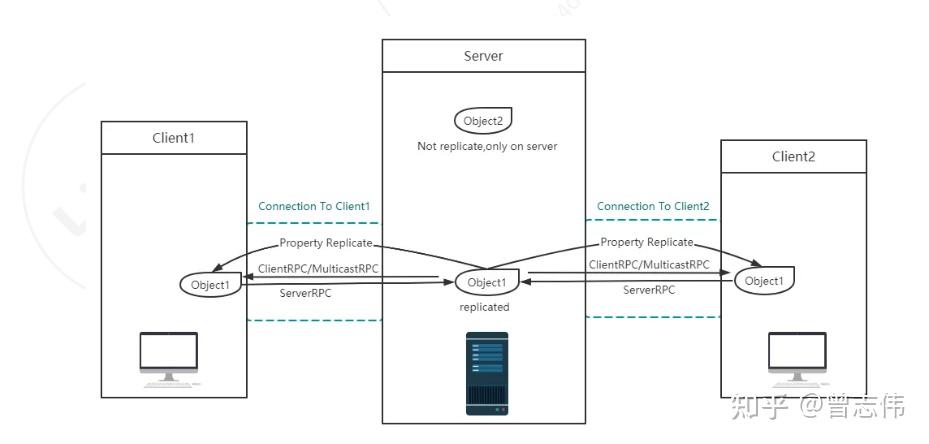 Server
Object2
Not replicate,only on server
Client1
Client2
Connection To Client1
Connection To Client2
Property Replicate
Property Replicate
ClientRPC/MulticastRPC
ClientRPC/MulticastRPC
Object1
Object1
Object1
ServerRPC
ServerRPC
replicated
知乎 @曾志伟